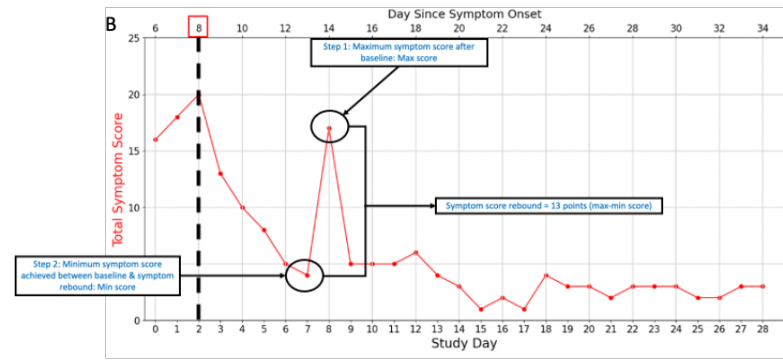 B
Day Since Symptom Onset
6 8 10 12 14 16 18 20 22 24 26 28 30 32 34
Step 1: Maximum symptom score after
baseline: Max score
25
20
15
10
5
0
Total Symptom Score
Symptom score rebound = 13 points (max-min score)
Step 2: Minimum symptom score
achieved between baseline & symptom
rebound: Min score
0 1 2 3 4 5 6 7 8 9 10 11 12 13 14 15 17 18 19 20 21 22 23 24 25 26 27 28
Study Day